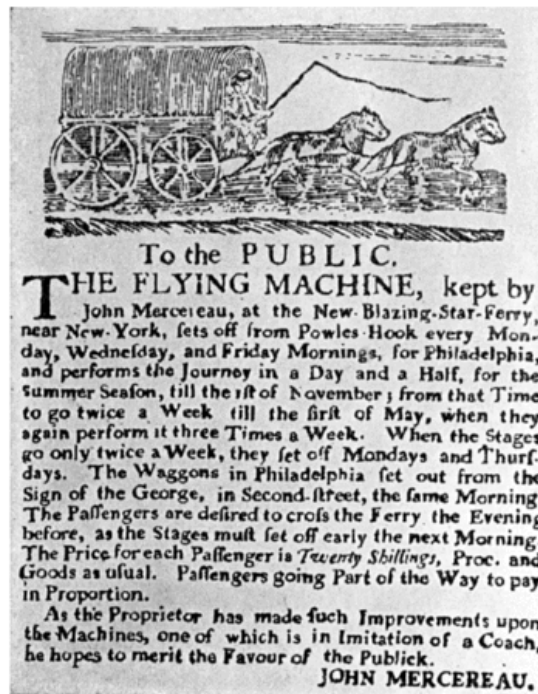 To the PUBLIC.
THE FLYING MACHINE, kept by
John Mercereau, at the New-Blazing-Star-Ferry,
near New-York, ſets off from Powles Hook every Mon-
day, Wedneſday, and Friday Mornings, for Philadelphia,
and performs the Journey in a Day and a Half, for the
Summer Seaſon, till the 1ſt of November; from that Time
to go twice a Week till the firſt of May, when they
again perform it three Times a Week. When the Stages
go only twice a Week, they ſet off Mondays and Thurſ-
days. The Waggons in Philadelphia ſet out from the
Sign of the George, in Second-ſtreet, the ſame Morning
The Paſſengers are deſired to croſs the Ferry the Evening
before, as the Stages muſt ſet off early the next Morning
The Price for each Paſſenger is Twenty Shillings, Proc. and
Goods as uſual. Paſſengers going Part of the Way to pay
in Proportion.
As the Proprietor has made ſuch Improvements upon
the Machines, one of which is in Imitation of a Coach,
he hopes to merit the Favour of the Publick.
JOHN MERCEREAU.